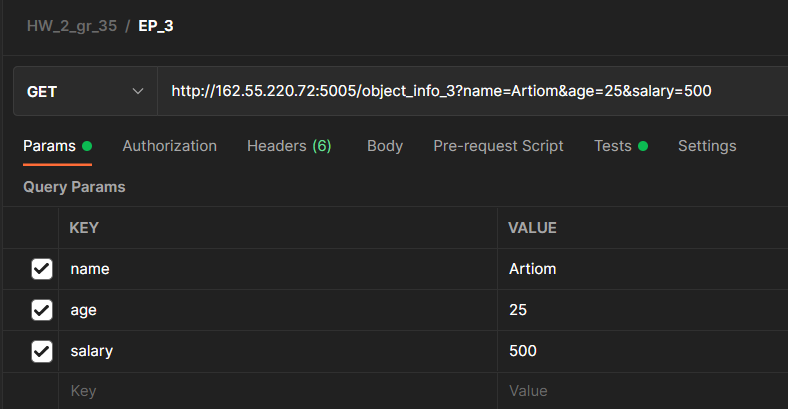 HW_2_gr_35 / EP_3
GET http://162.55.220.72:5005/object_info_3?name=Artiom&age=25&salary=500
Params Authorization Headers (6) Body Pre-request Script Tests Settings
Query Params
KEY VALUE
name Artiom
age 25
salary 500
Key Value